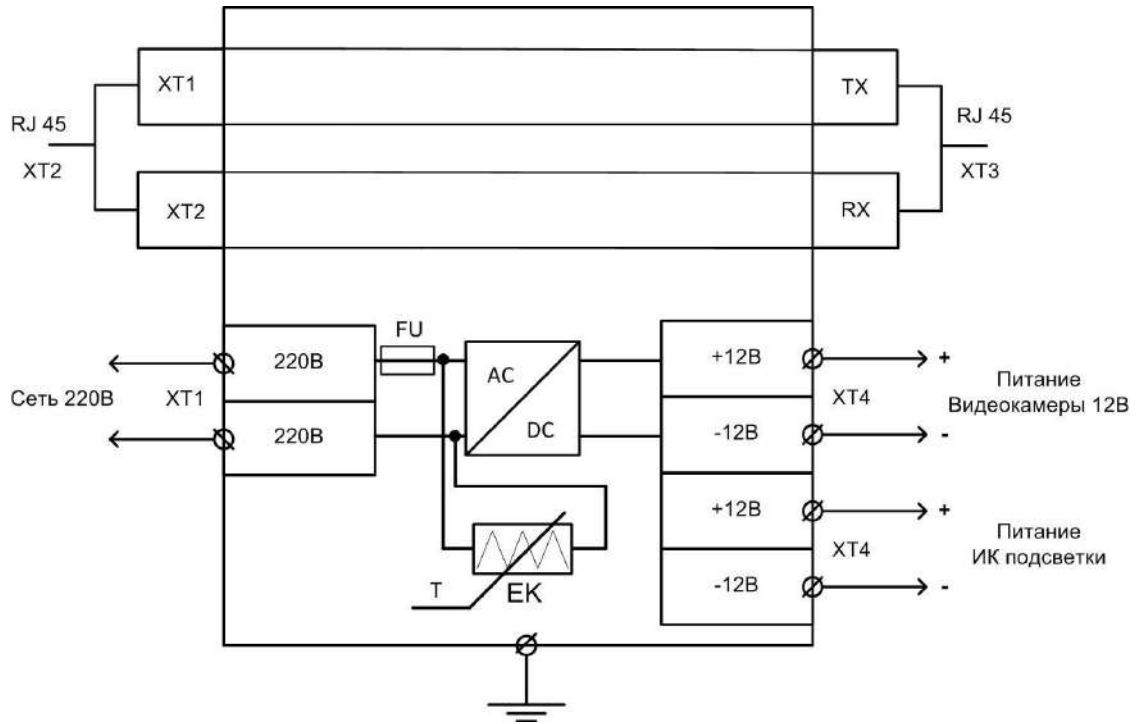 XT1
TX
RJ 45
RJ 45
XT2
XT3
XT2
RX
FU
220В
+12В
+
AC
Питание
Сеть 220В
XT1
XT4
Видеокамеры 12В
220В
DC
-12В
-
+12В
+
Питание
XT4
ИК подсветки
T
EK
-12В
-